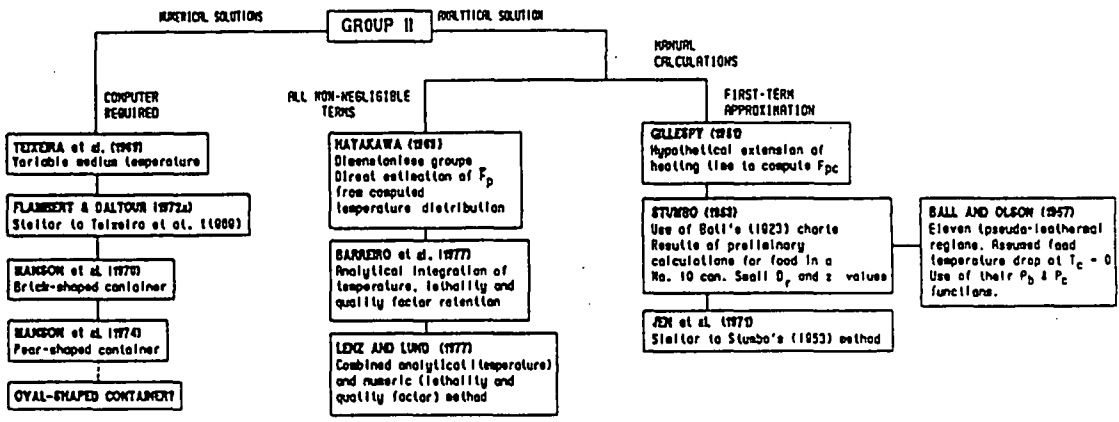 NUMERICAL SOLUTIONS
GROUP II
ANALYTICAL SOLUTION
MANUAL
CALCULATIONS
COMPUTER
REQUIRED
ALL NON-NEGLIGIBLE
TERMS
FIRST-TERM
APPROXIMATION
TEIXEIRA et al. (1969)
Variable medium temperature
FLAMBERT & DALTOUR (1972a)
Similar to Teixeira et al. (1969)
MANSON et al. (1970)
Brick-shaped container
MANSON et al. (1974)
Pear-shaped container
OVAL-SHAPED CONTAINER?
HAYAKAWA (1969)
Dimensionless groups
Direct estimation of F̅p
from computed
temperature distribution
BARREIRO et al. (1977)
Analytical integration of
temperature, lethality and
quality factor retention
LENZ AND LUND (1977)
Combined analytical (temperature)
and numeric (lethality and
quality factor) method
GILLESPY (1951)
Hypothetical extension of
heating line to compute Fpc
STUMBO (1953)
Use of Ball's (1923) charts
Results of preliminary
calculations for food in a
No. 10 can. Small Dr and z values
JEN et al. (1971)
Similar to Stumbo's (1953) method
BALL AND OLSON (1957)
Eleven (pseudo-isothermal
regions. Assumed food
temperature drop at Tc = 0
Use of their Pb & Pc
functions.